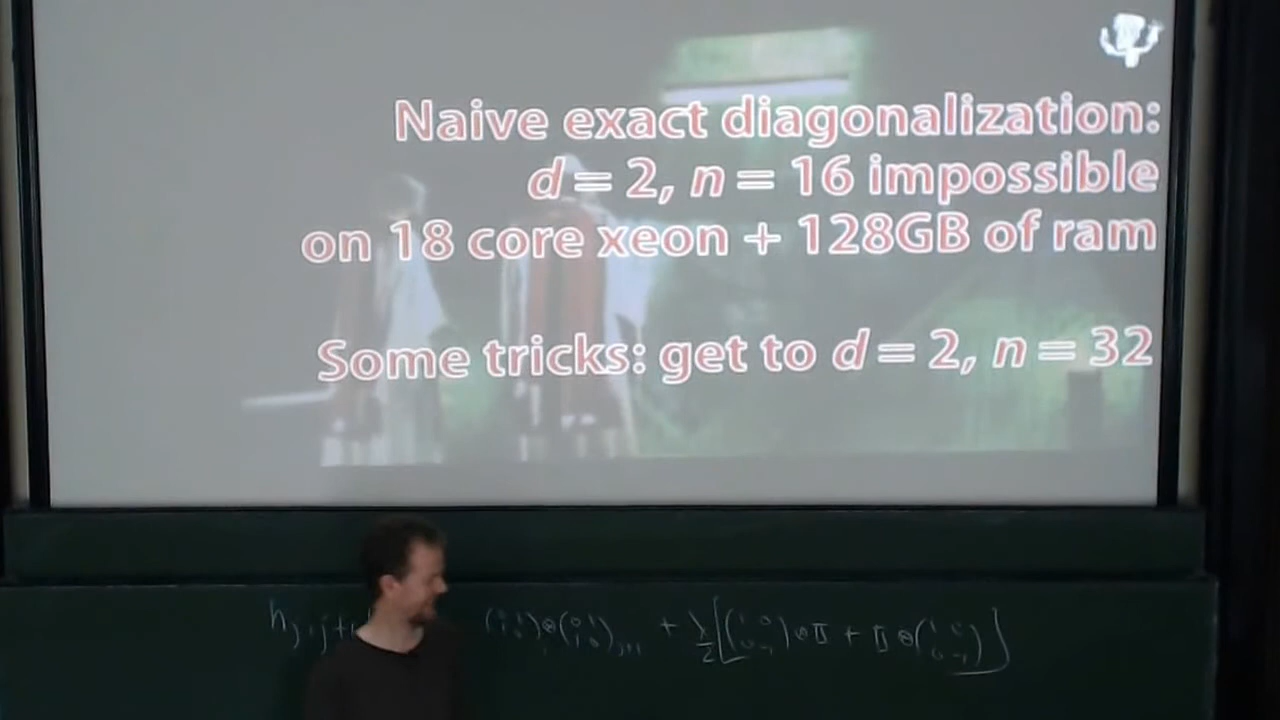 Naive exact diagonalization:
d = 2, n = 16 impossible
on 18 core xeon + 128GB of ram
Some tricks: get to d = 2, n = 32